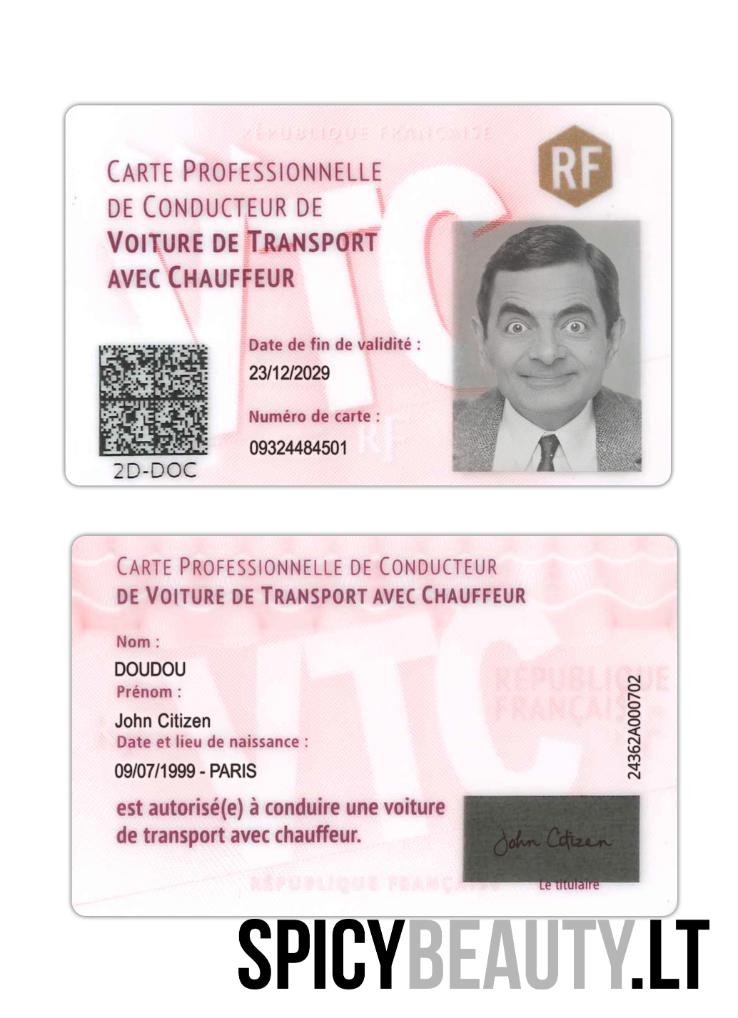 RÉPUBLIQUE FRANÇAISE
RF
CARTE PROFESSIONNELLE
DE CONDUCTEUR DE
VOITURE DE TRANSPORT
AVEC CHAUFFEUR
VTC
Date de fin de validité :
23/12/2029
Numéro de carte :
09324484501
RF
2D-DOC
CARTE PROFESSIONNELLE DE CONDUCTEUR
DE VOITURE DE TRANSPORT AVEC CHAUFFEUR
VTC
Nom :
DOUDOU
Prénom :
John Citizen
Date et lieu de naissance :
09/07/1999 - PARIS
RÉPUBLIQUE
FRANÇAISE
24362A000702
est autorisé(e) à conduire une voiture
de transport avec chauffeur.
John Citizen
Le titulaire
RÉPUBLIQUE FRANÇAISE
SPICYBEAUTY.LT